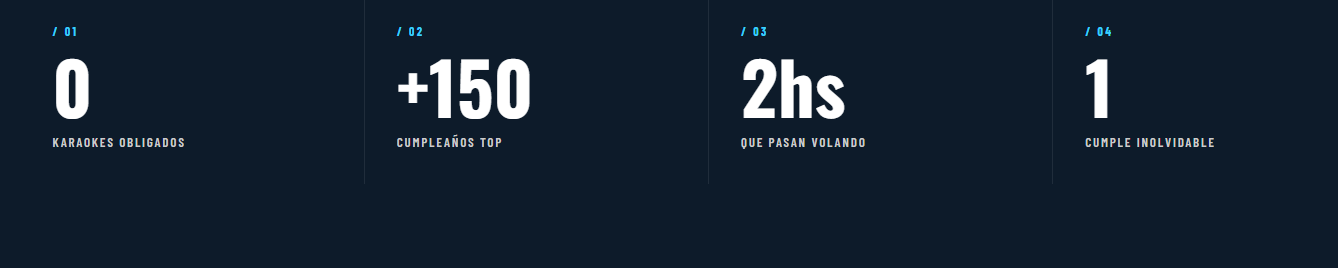 / 01
0
KARAOKES OBLIGADOS
/ 02
+150
CUMPLEAÑOS TOP
/ 03
2hs
QUE PASAN VOLANDO
/ 04
1
CUMPLE INOLVIDABLE